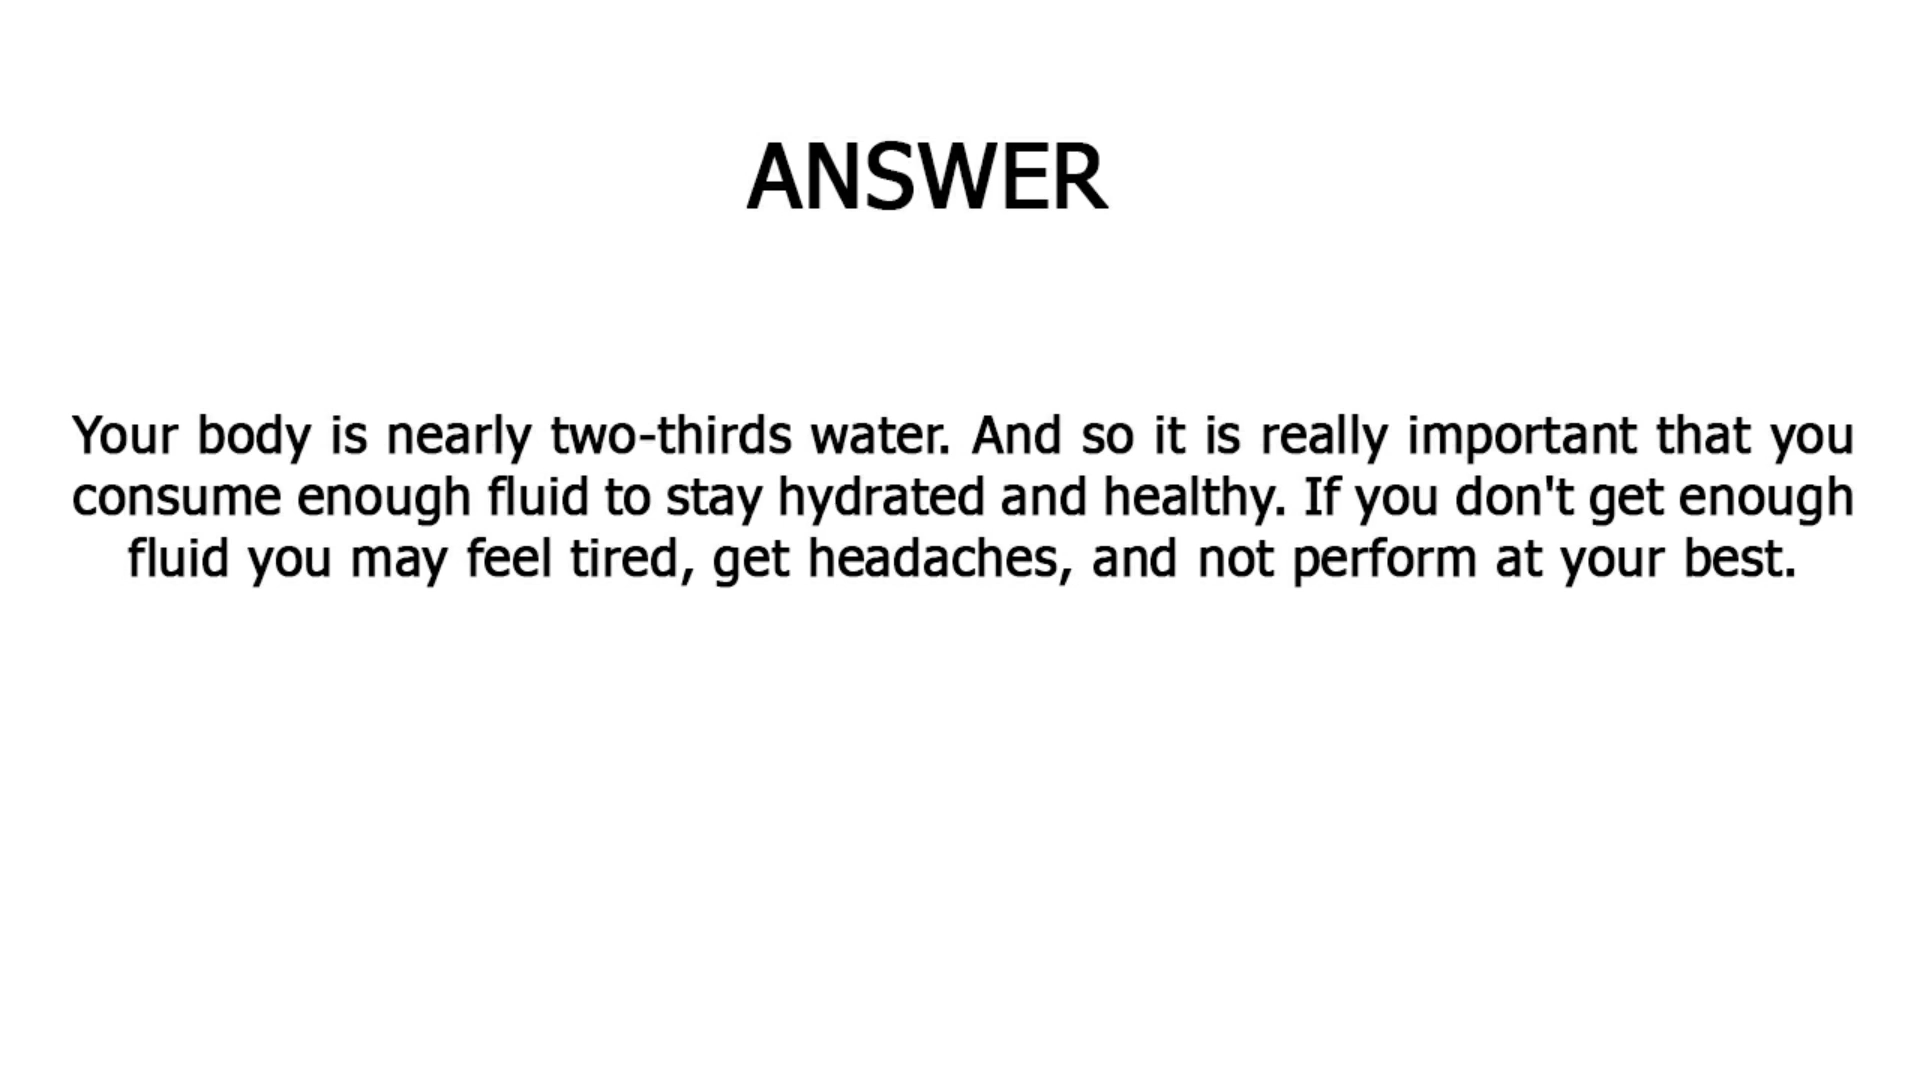 ANSWER
Your body is nearly two-thirds water. And so it is really important that you
consume enough fluid to stay hydrated and healthy. If you don't get enough
fluid you may feel tired, get headaches, and not perform at your best.